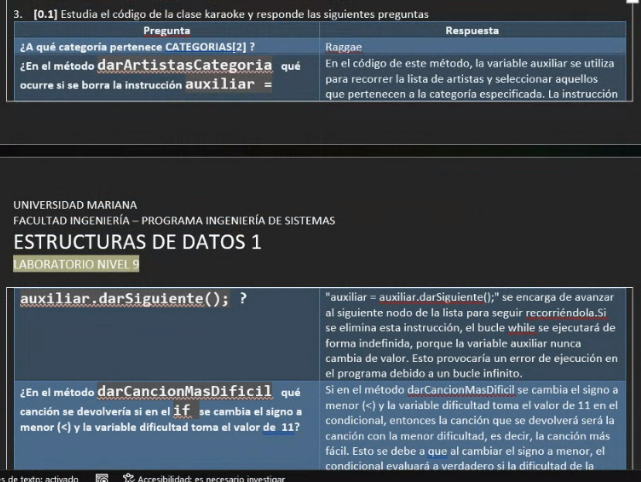 3. [0.1] Estudia el código de la clase karaoke y responde las siguientes preguntas
Pregunta
Respuesta
¿A qué categoría pertenece CATEGORIAS[2] ?
Raggae
¿En el método darArtistasCategoria qué
ocurre si se borra la instrucción auxiliar =
En el código de este método, la variable auxiliar se utiliza
para recorrer la lista de artistas y seleccionar aquellos
que pertenecen a la categoría especificada. La instrucción
UNIVERSIDAD MARIANA
FACULTAD INGENIERÍA – PROGRAMA INGENIERÍA DE SISTEMAS
ESTRUCTURAS DE DATOS 1
LABORATORIO NIVEL 9
auxiliar.darSiguiente(); ?
"auxiliar = auxiliar.darSiguiente();" se encarga de avanzar
al siguiente nodo de la lista para seguir recorriéndola.Si
se elimina esta instrucción, el bucle while se ejecutará de
forma indefinida, porque la variable auxiliar nunca
cambia de valor. Esto provocaría un error de ejecución en
el programa debido a un bucle infinito.
¿En el método darCancionMasDificil qué
canción se devolvería si en el if se cambia el signo a
menor (<) y la variable dificultad toma el valor de 11?
Si en el método darCancionMasDificil se cambia el signo a
menor (<) y la variable dificultad toma el valor de 11 en el
condicional, entonces la canción que se devolverá será la
canción con la menor dificultad, es decir, la canción más
fácil. Esto se debe a que al cambiar el signo a menor, el
condicional evaluará a verdadero si la dificultad de la
es de texto: activado
Accesibilidad: es necesario investigar